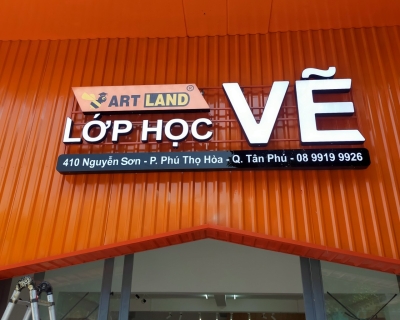 ART LAND®
LỚP HỌC VẼ
410 Nguyễn Sơn - P. Phú Thọ Hòa - Q. Tân Phú - 08 9919 9926